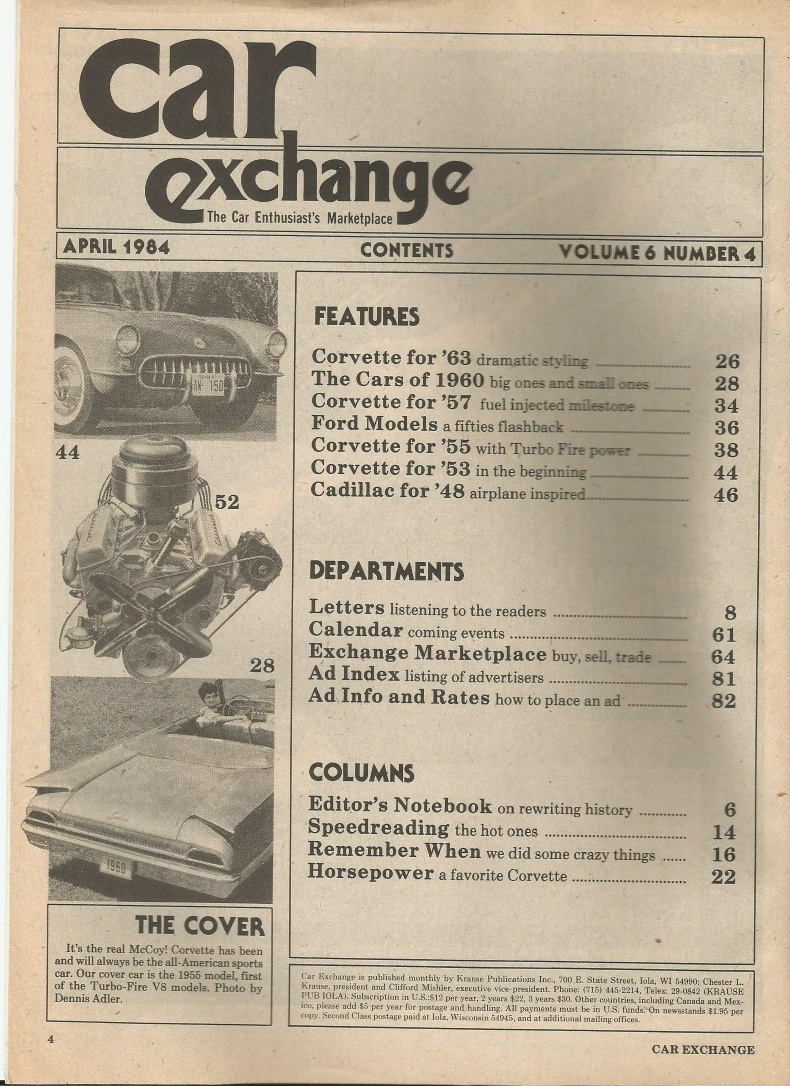 car
exchange
The Car Enthusiast's Marketplace
APRIL 1984 CONTENTS VOLUME 6 NUMBER 4
44
52
28
1960
FEATURES
Corvette for '63 dramatic styling 26
The Cars of 1960 big ones and small ones 28
Corvette for '57 fuel injected milestone 34
Ford Models a fifties flashback 36
Corvette for '55 with Turbo Fire power 38
Corvette for '53 in the beginning 44
Cadillac for '48 airplane inspired 46
DEPARTMENTS
Letters listening to the readers 8
Calendar coming events 61
Exchange Marketplace buy, sell, trade 64
Ad Index listing of advertisers 81
Ad Info and Rates how to place an ad 82
COLUMNS
Editor's Notebook on rewriting history 6
Speedreading the hot ones 14
Remember When we did some crazy things 16
Horsepower a favorite Corvette 22
THE COVER
It's the real McCoy! Corvette has been
and will always be the all-American sports
car. Our cover car is the 1955 model, first
of the Turbo-Fire V8 models. Photo by
Dennis Adler.
Car Exchange is published monthly by Krause Publications Inc., 700 E. State Street, Iola, WI 54990; Chester L.
Krause, president and Clifford Mishler, executive vice-president. Phone: (715) 445-2214, Telex: 29-0842 (KRAUSE
PUB IOLA). Subscription in U.S.:$12 per year, 2 years $22, 3 years $30. Other countries, including Canada and Mex-
ico, please add $5 per year for postage and handling. All payments must be in U.S. funds. On newsstands $1.95 per
copy. Second Class postage paid at Iola, Wisconsin 54945, and at additional mailing offices.
4
CAR EXCHANGE